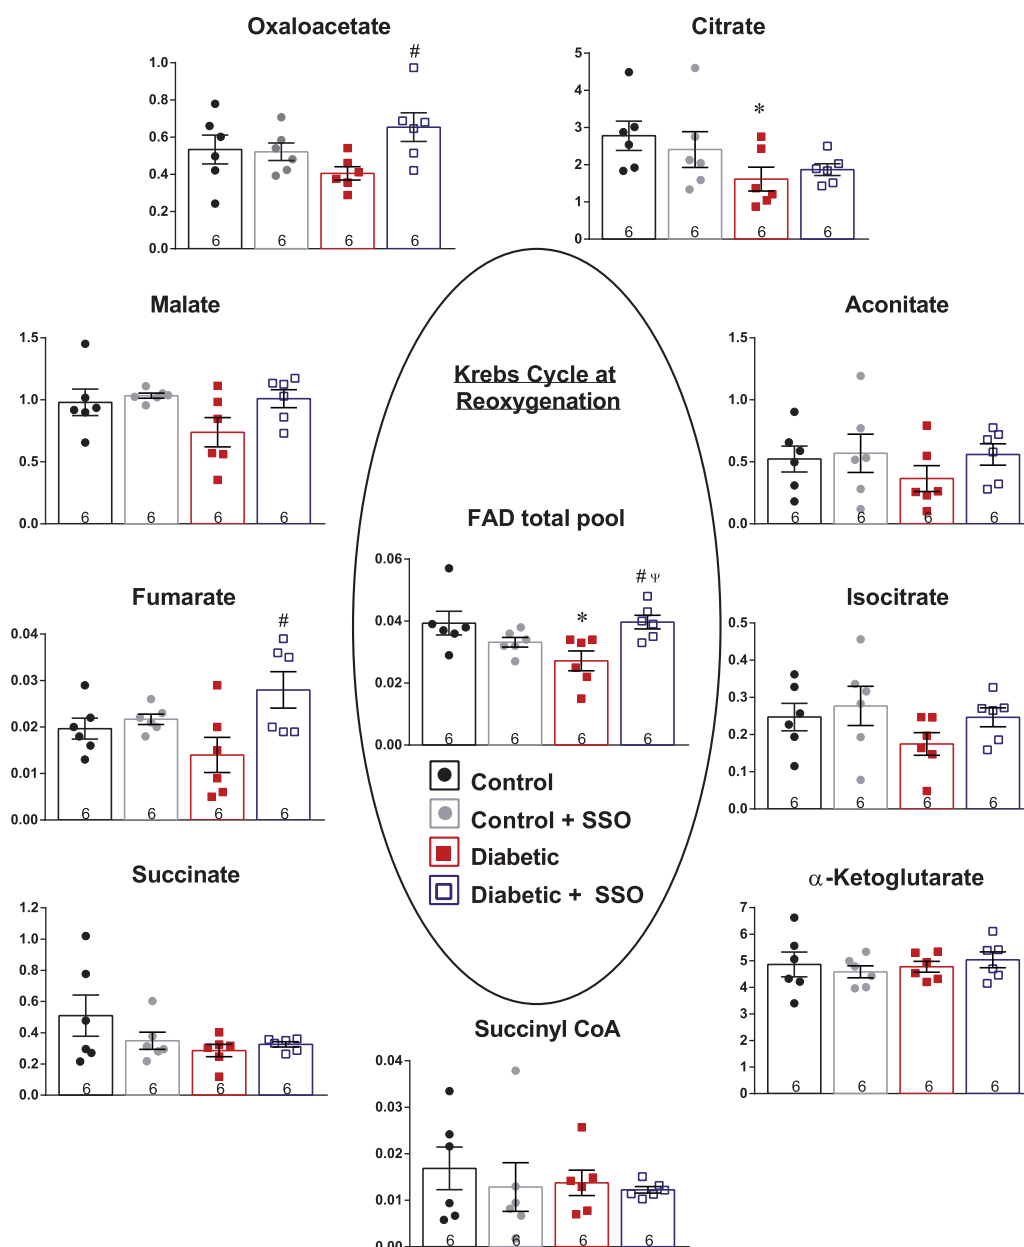 Oxaloacetate
#
1.0
0.8
0.6
0.4
0.2
0.0
6 6 6 6
Citrate
*
5
4
3
2
1
0
6 6 6 6
Malate
1.5
1.0
0.5
0.0
6 6 6 6
Krebs Cycle at
Reoxygenation
Aconitate
1.5
1.0
0.5
0.0
6 6 6 6
FAD total pool
# Ψ
*
0.06
0.04
0.02
0.00
6 6 6 6
Fumarate
#
0.04
0.03
0.02
0.01
0.00
6 6 6 6
Isocitrate
0.5
0.4
0.3
0.2
0.1
0.0
6 6 6 6
Control
Control + SSO
Diabetic
Diabetic + SSO
Succinate
1.2
1.0
0.8
0.6
0.4
0.2
0.0
6 6 6 6
α-Ketoglutarate
7
6
5
4
3
2
1
0
6 6 6 6
Succinyl CoA
0.04
0.03
0.02
0.01
0.00
6 6 6 6